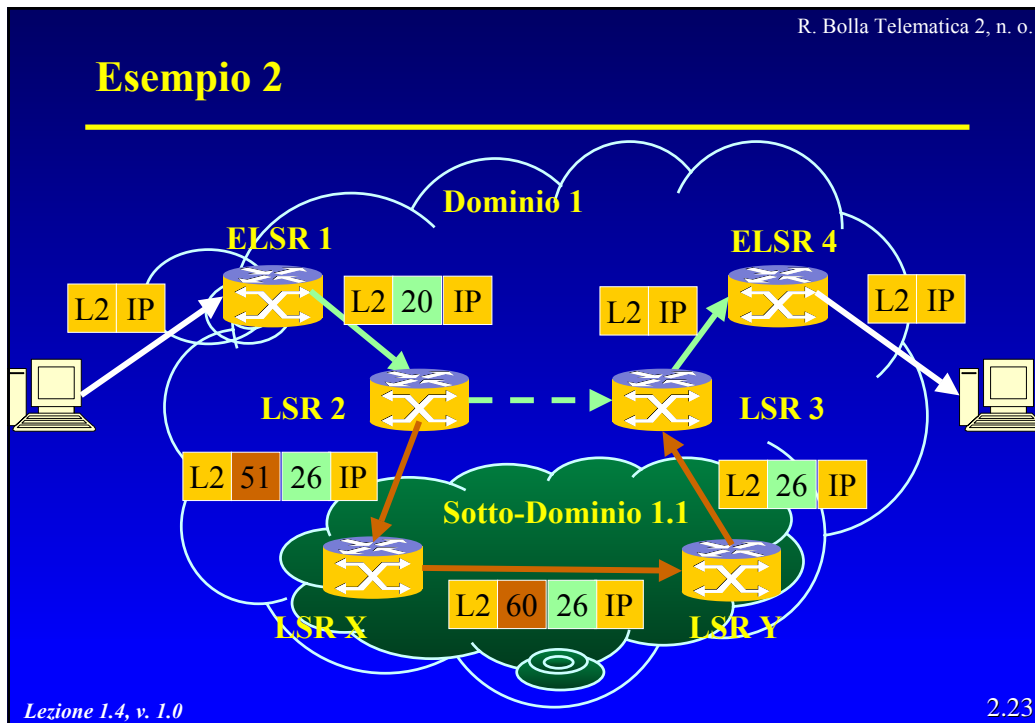 R. Bolla Telematica 2, n. o.
Esempio 2
Dominio 1
ELSR 1
ELSR 4
L2 IP
L2 20 IP
L2 IP
L2 IP
LSR 2
LSR 3
L2 51 26 IP
L2 26 IP
Sotto-Dominio 1.1
L2 60 26 IP
LSR X
LSR Y
Lezione 1.4, v. 1.0
2.23